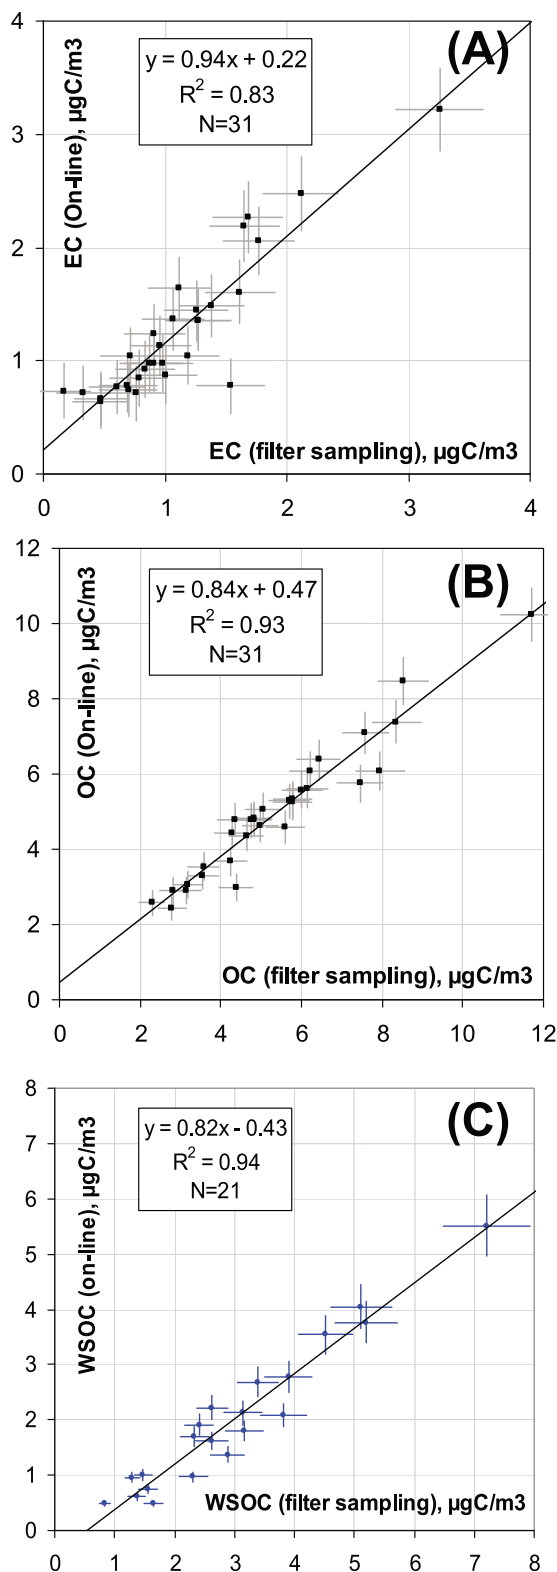 (A)
y = 0.94x + 0.22
R² = 0.83
N=31
EC (On-line), µgC/m3
4
3
2
1
0
EC (filter sampling), µgC/m3
0 1 2 3 4
(B)
y = 0.84x + 0.47
R² = 0.93
N=31
OC (On-line), µgC/m3
12
10
8
6
4
2
0
OC (filter sampling), µgC/m3
0 2 4 6 8 10 12
(C)
y = 0.82x - 0.43
R² = 0.94
N=21
WSOC (on-line), µgC/m3
8
7
6
5
4
3
2
1
0
WSOC (filter sampling), µgC/m3
0 1 2 3 4 5 6 7 8